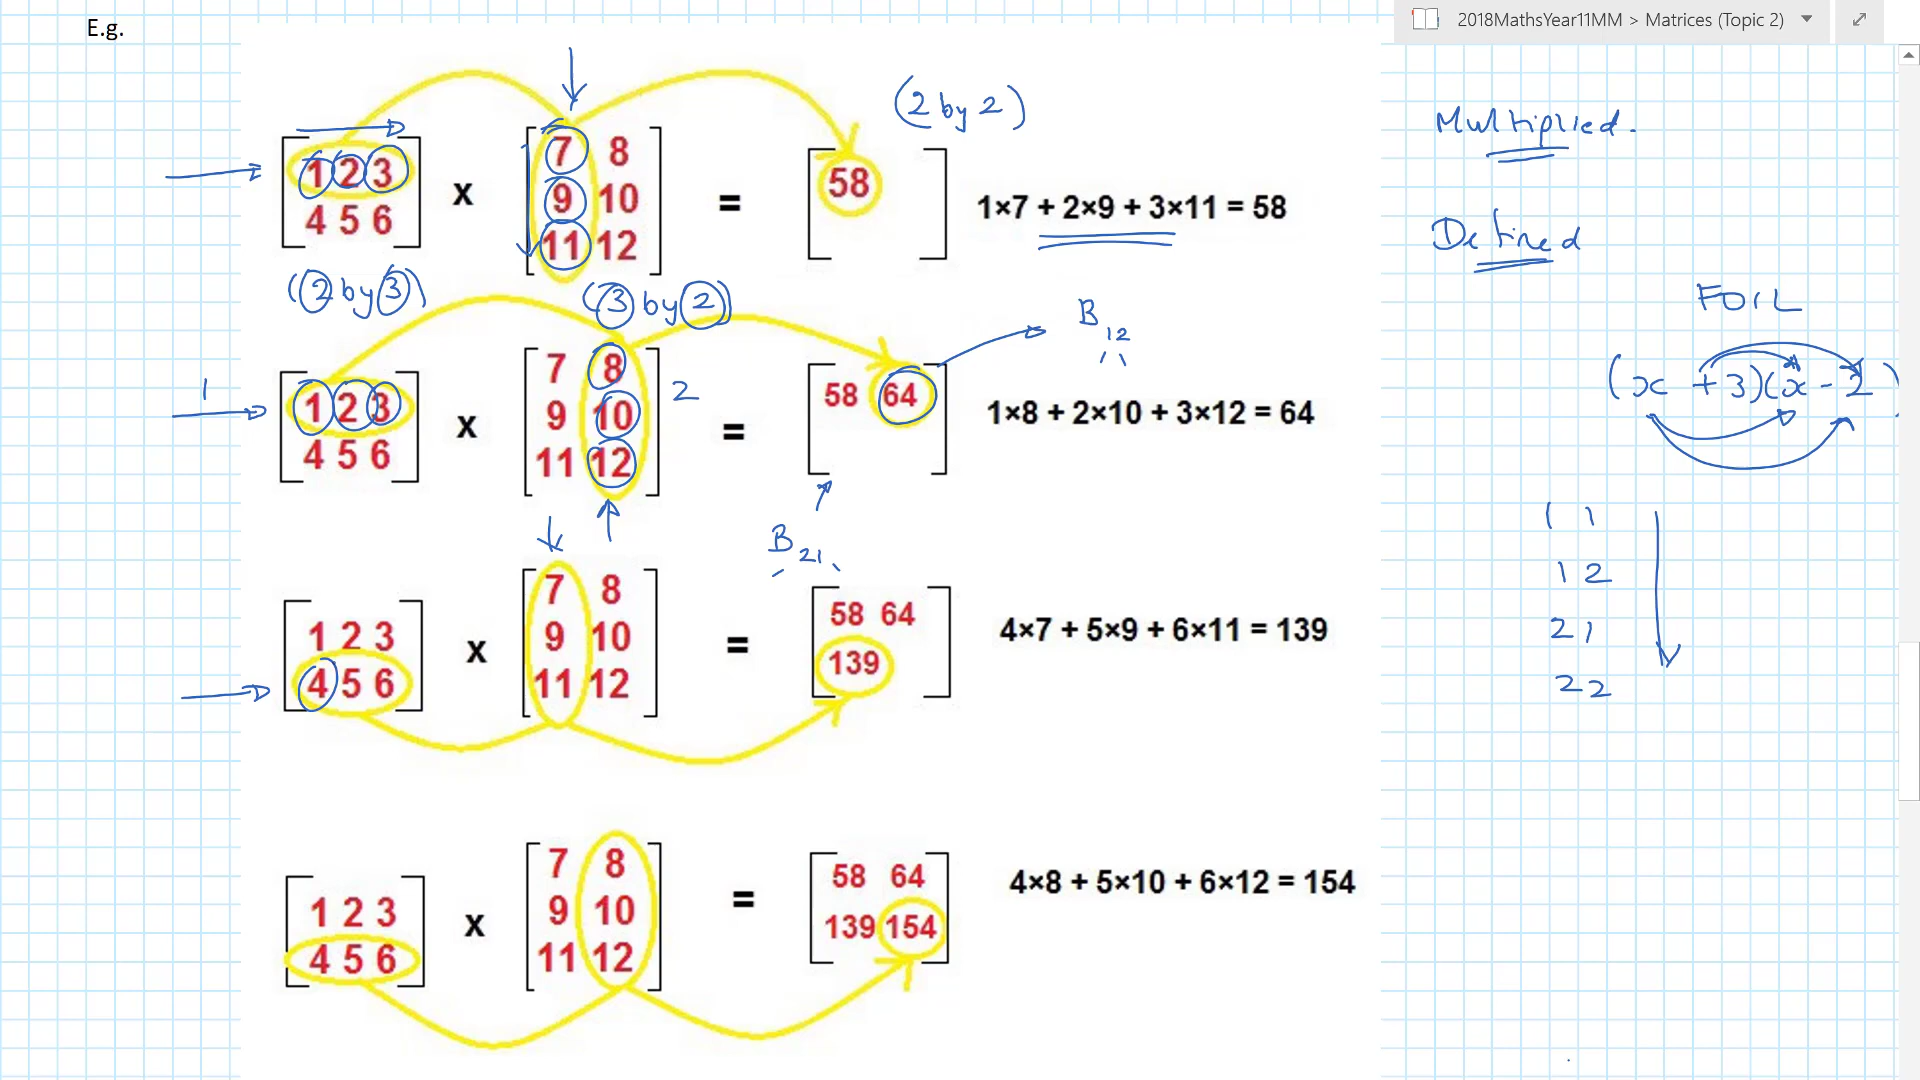 E.g.
2018MathsYear11MM > Matrices (Topic 2)
(2 by 2)
Multiplied.
1 2 3
4 5 6
x
7 8
9 10
11 12
=
58
1×7 + 2×9 + 3×11 = 58
Defined
(2 by 3)
(3 by 2)
FOIL
B12
1
1 2 3
4 5 6
x
7 8
9 10
11 12
2
=
58 64
1×8 + 2×10 + 3×12 = 64
(x + 3)(x - 2)
B21
1 1
1 2
2 1
2 2
1 2 3
4 5 6
x
7 8
9 10
11 12
=
58 64
139
4×7 + 5×9 + 6×11 = 139
1 2 3
4 5 6
x
7 8
9 10
11 12
=
58 64
139 154
4×8 + 5×10 + 6×12 = 154